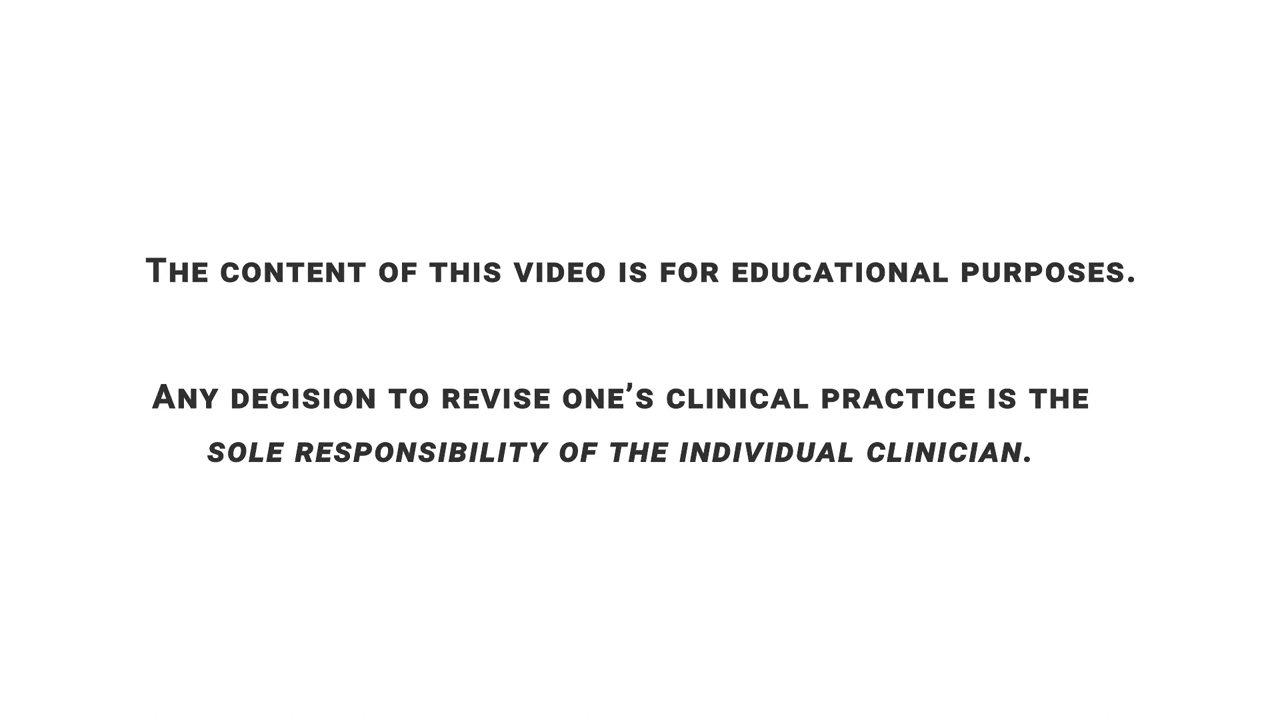 The content of this video is for educational purposes.
Any decision to revise one’s clinical practice is the
sole responsibility of the individual clinician.